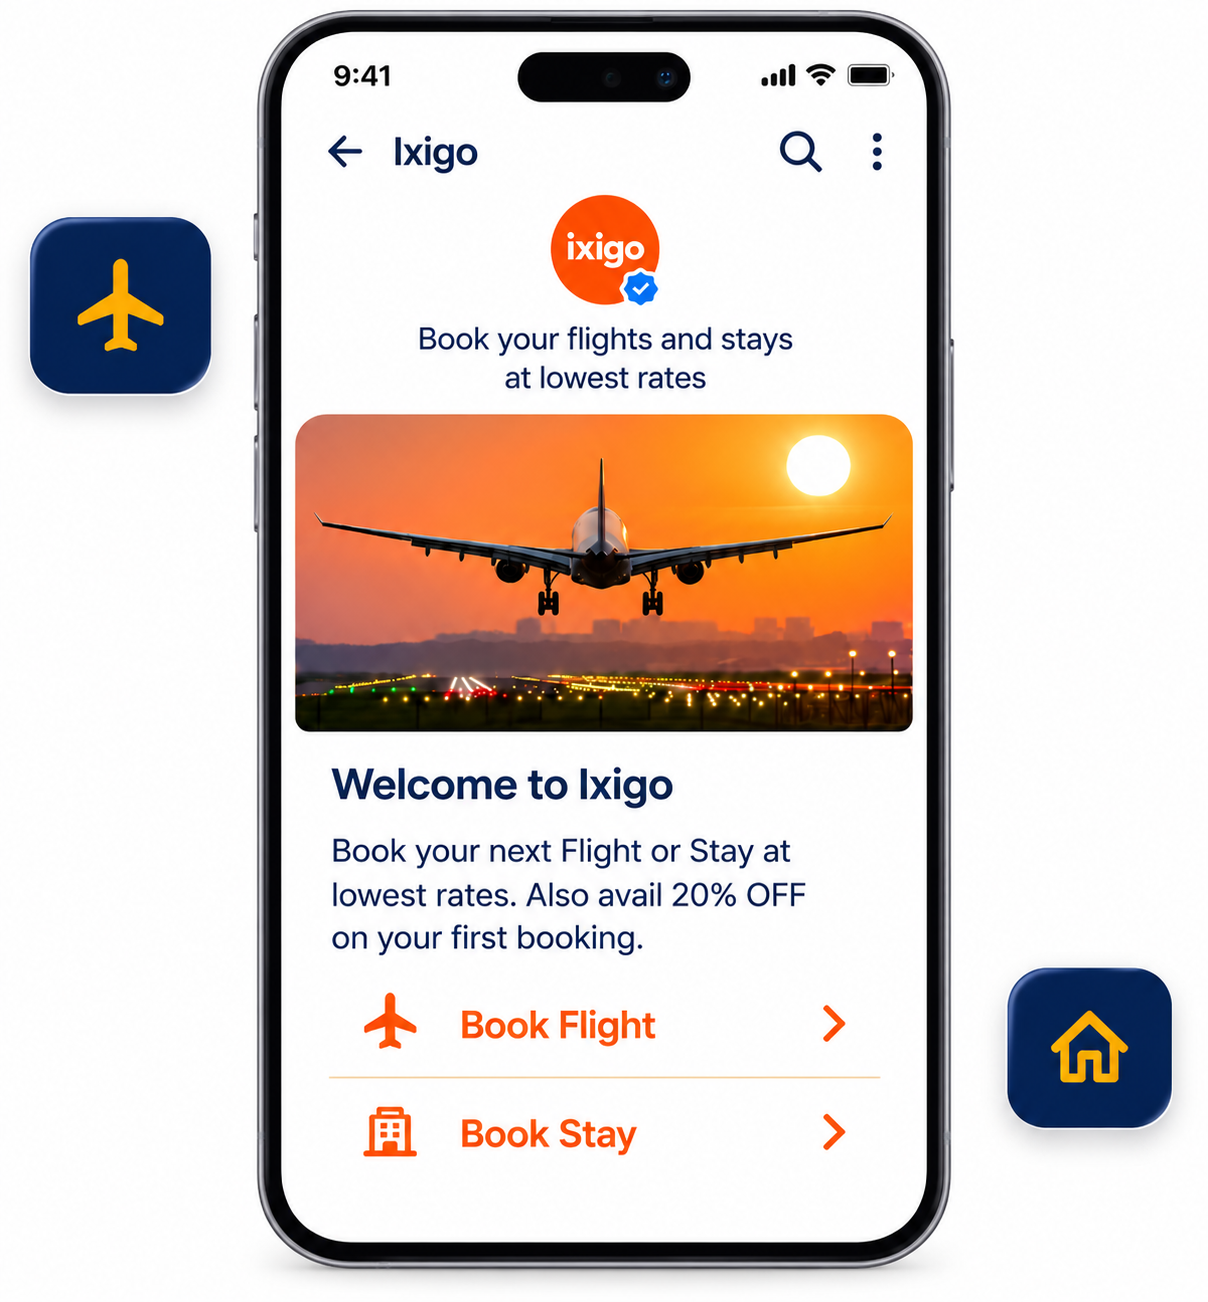 9:41
Ixigo
ixigo
Book your flights and stays
at lowest rates
Welcome to Ixigo
Book your next Flight or Stay at
lowest rates. Also avail 20% OFF
on your first booking.
Book Flight
Book Stay